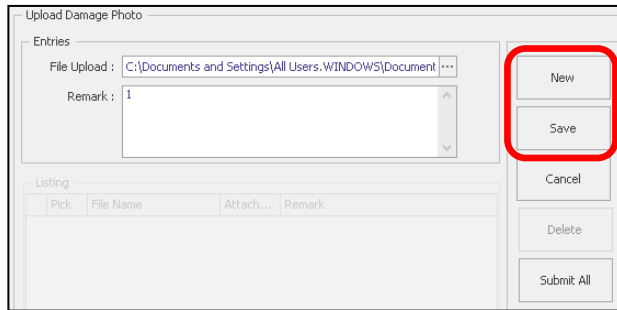 Upload Damage Photo
Entries
File Upload : C:\Documents and Settings\All Users.WINDOWS\Document ...
Remark : 1
New
Save
Cancel
Delete
Submit All
Listing
Pick File Name Attach... Remark